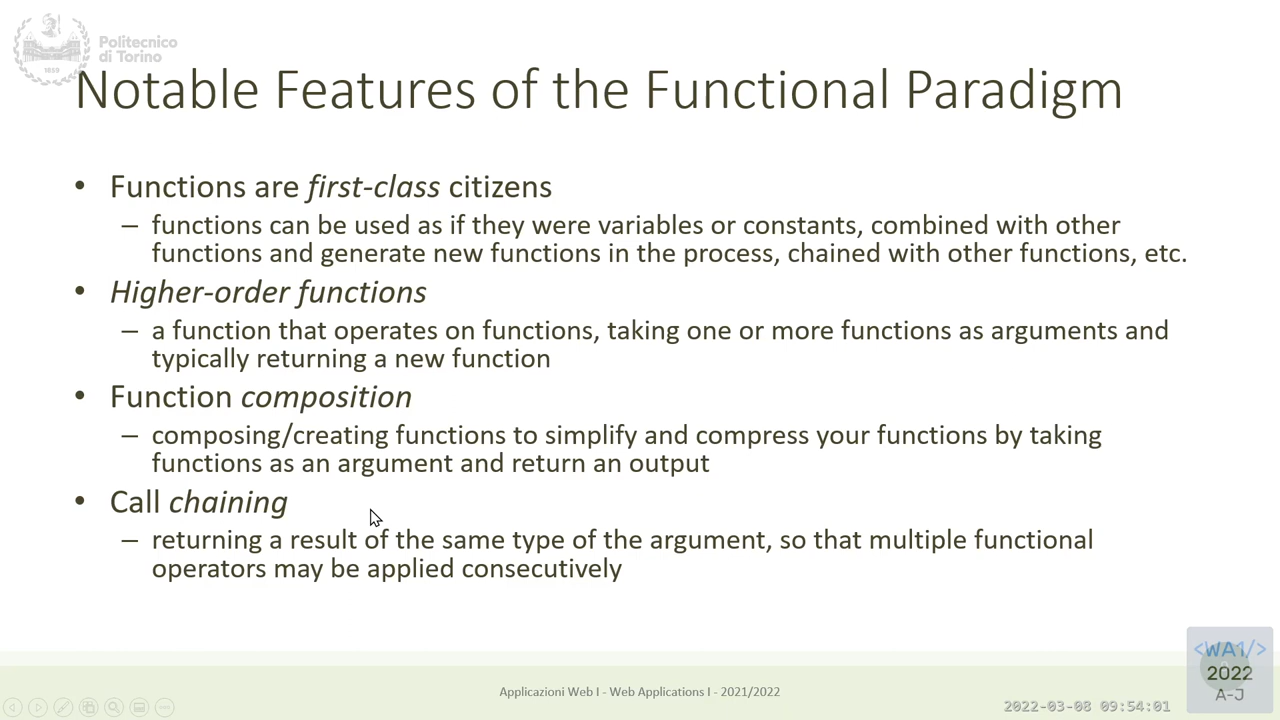 Politecnico
di Torino
1859
Notable Features of the Functional Paradigm
• Functions are first-class citizens
– functions can be used as if they were variables or constants, combined with other
functions and generate new functions in the process, chained with other functions, etc.
• Higher-order functions
– a function that operates on functions, taking one or more functions as arguments and
typically returning a new function
• Function composition
– composing/creating functions to simplify and compress your functions by taking
functions as an argument and return an output
• Call chaining
– returning a result of the same type of the argument, so that multiple functional
operators may be applied consecutively
Applicazioni Web I - Web Applications I - 2021/2022
2022-03-08 09:54:01
<WA1/>
2022
A-J